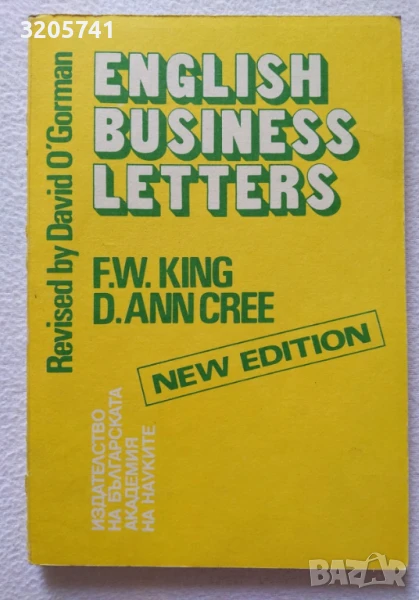 3205741
ENGLISH
BUSINESS
LETTERS
Revised by David O'Gorman
F.W. KING
D. ANN CREE
NEW EDITION
ИЗДАТЕЛСТВО
НА БЪЛГАРСКАТА
АКАДЕМИЯ
НА НАУКИТЕ
BAZAR